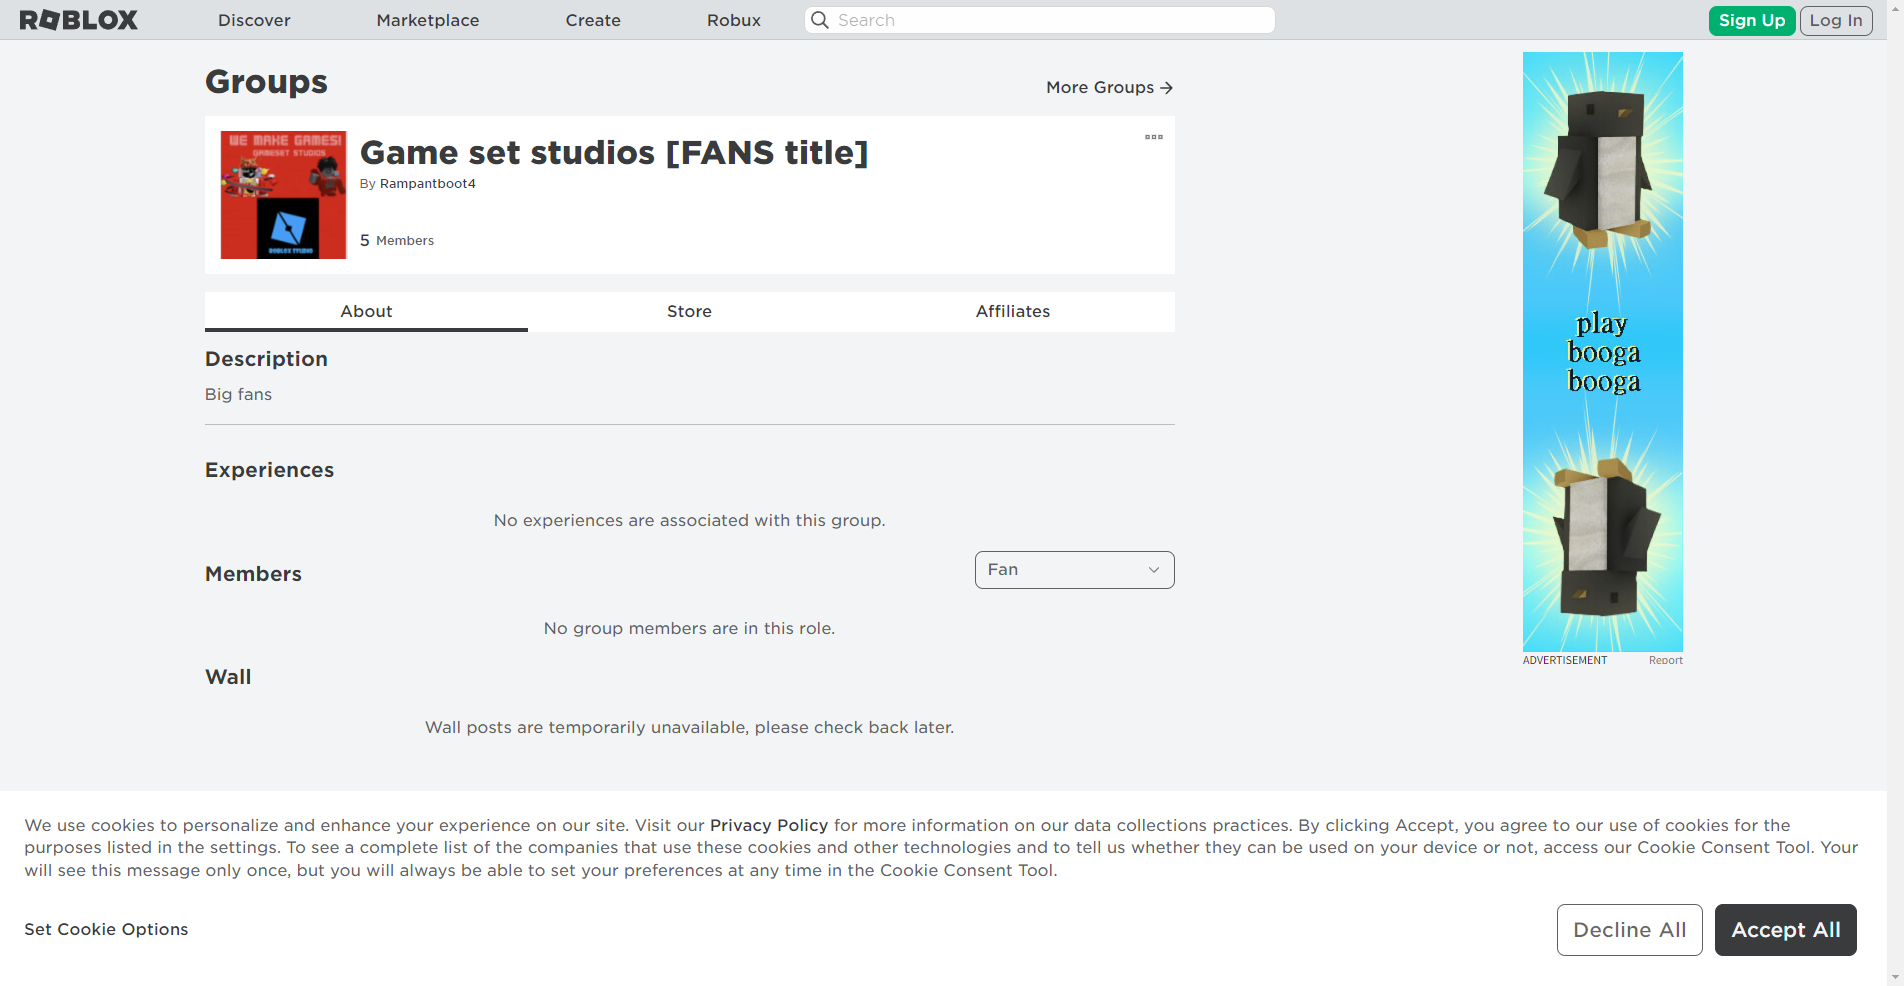 ROBLOX
Discover
Marketplace
Create
Robux
Search
Sign Up
Log In
Groups
More Groups
WE MAKE GAMES!
GAMESET STUDIOS
Game set studios [FANS title]
By Rampantboot4
5 Members
About
Store
Affiliates
Description
Big fans
Experiences
No experiences are associated with this group.
Members
Fan
No group members are in this role.
Wall
Wall posts are temporarily unavailable, please check back later.
play
booga
booga
ADVERTISEMENT
Report
We use cookies to personalize and enhance your experience on our site. Visit our Privacy Policy for more information on our data collections practices. By clicking Accept, you agree to our use of cookies for the
purposes listed in the settings. To see a complete list of the companies that use these cookies and other technologies and to tell us whether they can be used on your device or not, access our Cookie Consent Tool. Your
will see this message only once, but you will always be able to set your preferences at any time in the Cookie Consent Tool.
Set Cookie Options
Decline All
Accept All